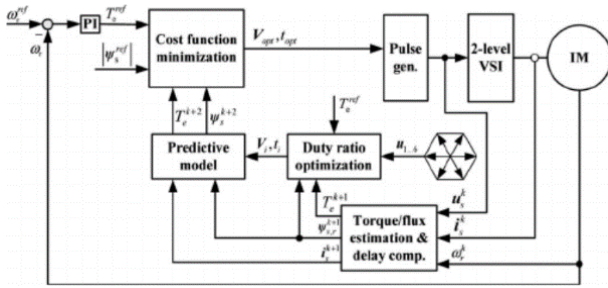 ω_r^ref
T_e^ref
PI
−
ω_r
|ψ_s^ref|
Cost function
minimization
V_opt, t_opt
Pulse
gen.
2-level
VSI
IM
T_e^k+2
ψ_s^k+2
T_e^ref
Predictive
model
V_i, t_i
Duty ratio
optimization
u_1...6
T_e^k+1
ψ_s,r^k+1
i_s^k+1
Torque/flux
estimation &
delay comp.
u_s^k
i_s^k
ω_r^k